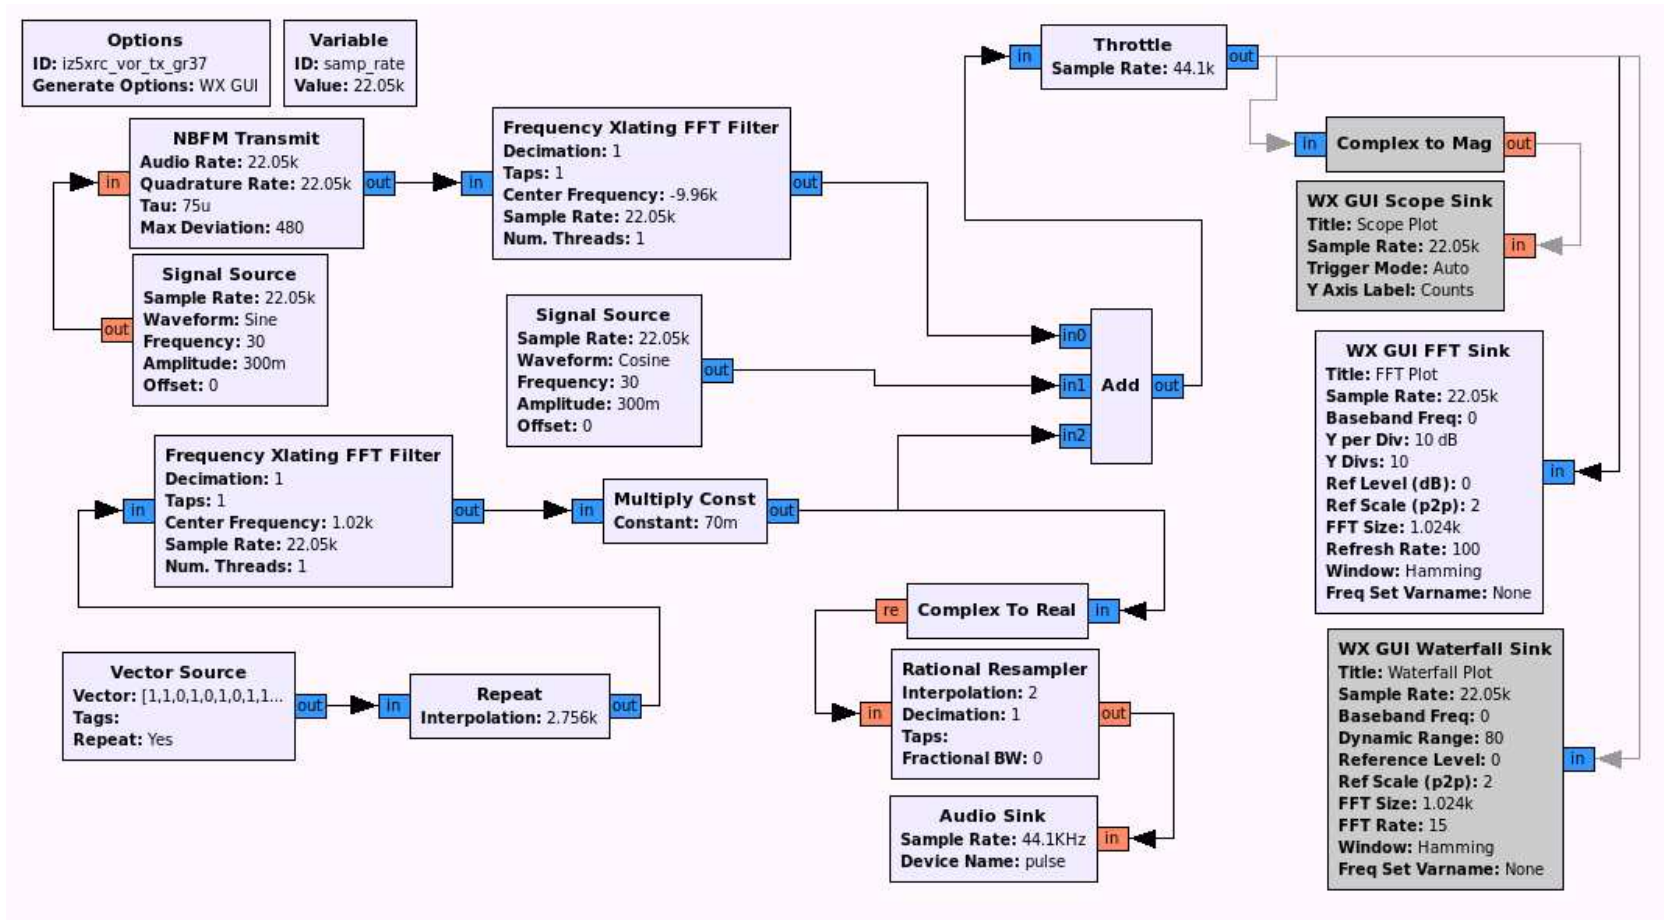 Options
ID: iz5xrc_vor_tx_gr37
Generate Options: WX GUI
Variable
ID: samp_rate
Value: 22.05k
NBFM Transmit
Audio Rate: 22.05k
Quadrature Rate: 22.05k
Tau: 75u
Max Deviation: 480
in
out
Signal Source
Sample Rate: 22.05k
Waveform: Sine
Frequency: 30
Amplitude: 300m
Offset: 0
out
Frequency Xlating FFT Filter
Decimation: 1
Taps: 1
Center Frequency: -9.96k
Sample Rate: 22.05k
Num. Threads: 1
in
out
Signal Source
Sample Rate: 22.05k
Waveform: Cosine
Frequency: 30
Amplitude: 300m
Offset: 0
out
Frequency Xlating FFT Filter
Decimation: 1
Taps: 1
Center Frequency: 1.02k
Sample Rate: 22.05k
Num. Threads: 1
in
out
Multiply Const
Constant: 70m
in
out
Vector Source
Vector: [1,1,0,1,0,1,0,1,1...
Tags:
Repeat: Yes
out
Repeat
Interpolation: 2.756k
in
out
in0
in1
in2
Add
out
Throttle
Sample Rate: 44.1k
in
out
Complex To Real
re
in
Rational Resampler
Interpolation: 2
Decimation: 1
Taps:
Fractional BW: 0
in
out
Audio Sink
Sample Rate: 44.1KHz
Device Name: pulse
in
Complex to Mag
in
out
WX GUI Scope Sink
Title: Scope Plot
Sample Rate: 22.05k
Trigger Mode: Auto
Y Axis Label: Counts
in
WX GUI FFT Sink
Title: FFT Plot
Sample Rate: 22.05k
Baseband Freq: 0
Y per Div: 10 dB
Y Divs: 10
Ref Level (dB): 0
Ref Scale (p2p): 2
FFT Size: 1.024k
Refresh Rate: 100
Window: Hamming
Freq Set Varname: None
in
WX GUI Waterfall Sink
Title: Waterfall Plot
Sample Rate: 22.05k
Baseband Freq: 0
Dynamic Range: 80
Reference Level: 0
Ref Scale (p2p): 2
FFT Size: 1.024k
FFT Rate: 15
Window: Hamming
Freq Set Varname: None
in